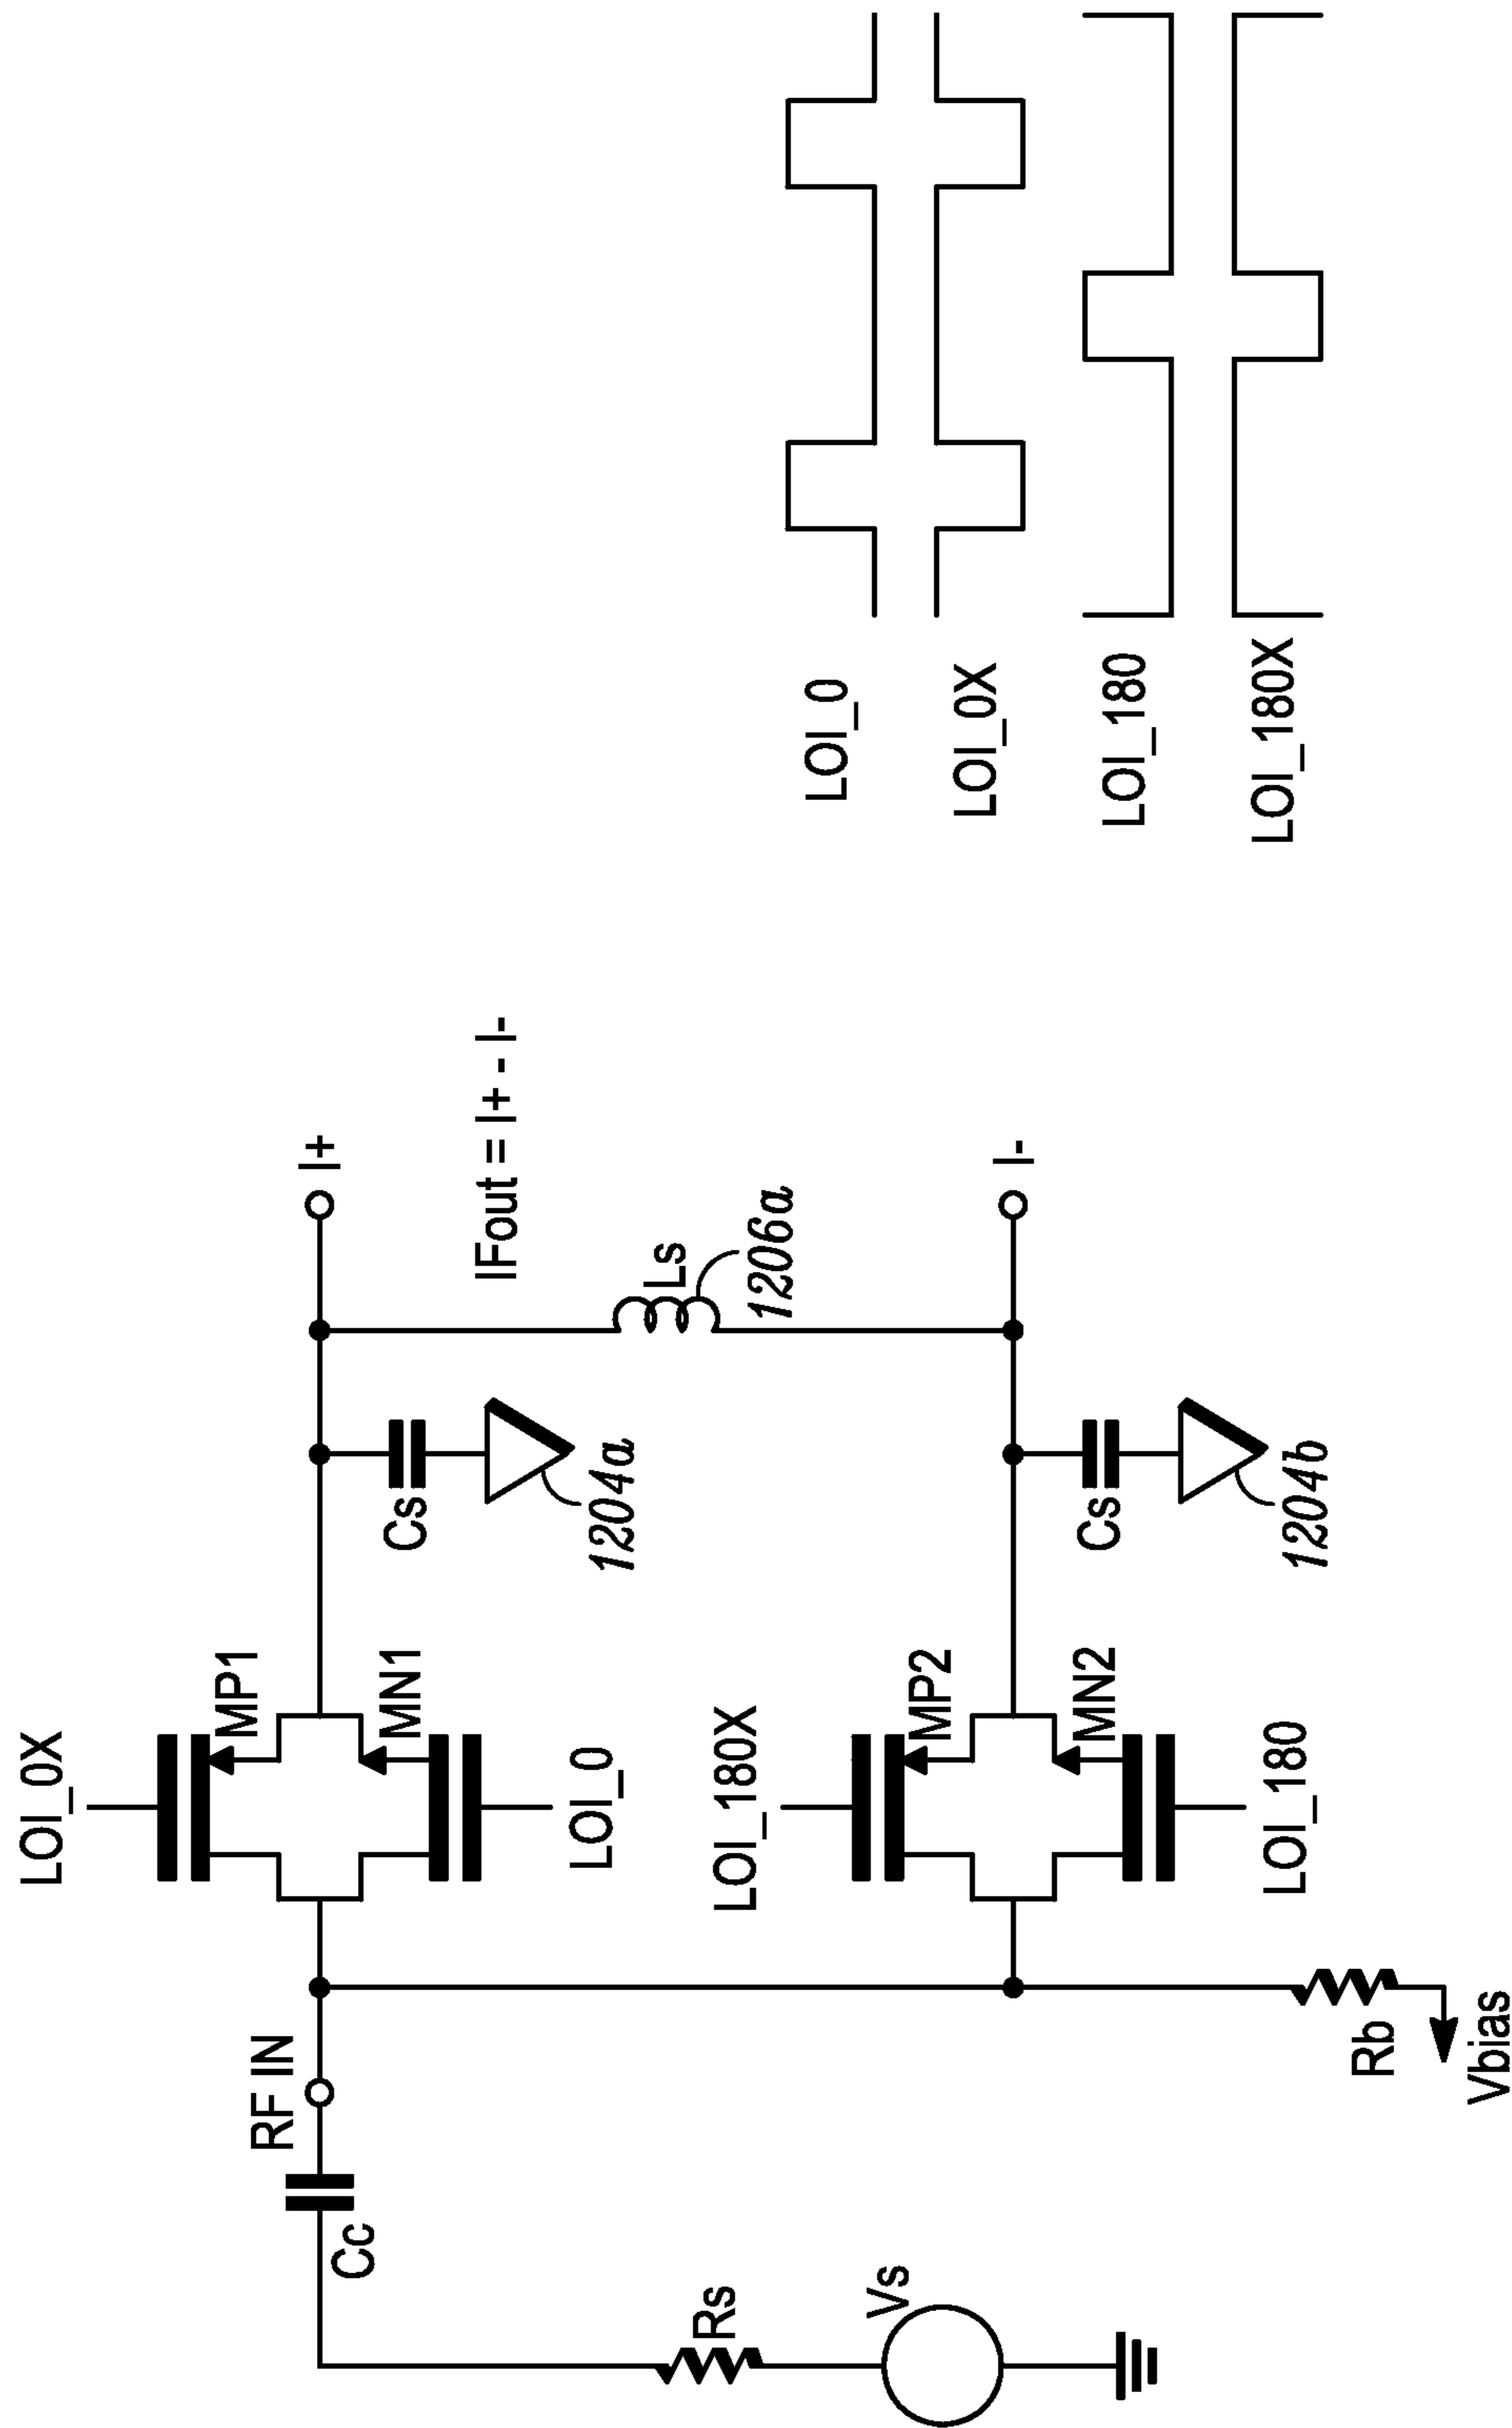 LOI_0X
MP1
MN1
LOI_0
RF IN
Cc
Rs
Vs
Cs
1204a
I+
IFout = I+ - I-
Ls
1206a
LOI_180X
MP2
MN2
LOI_180
Cs
1204b
I-
Rb
Vbias
LOI_0
LOI_0X
LOI_180
LOI_180X